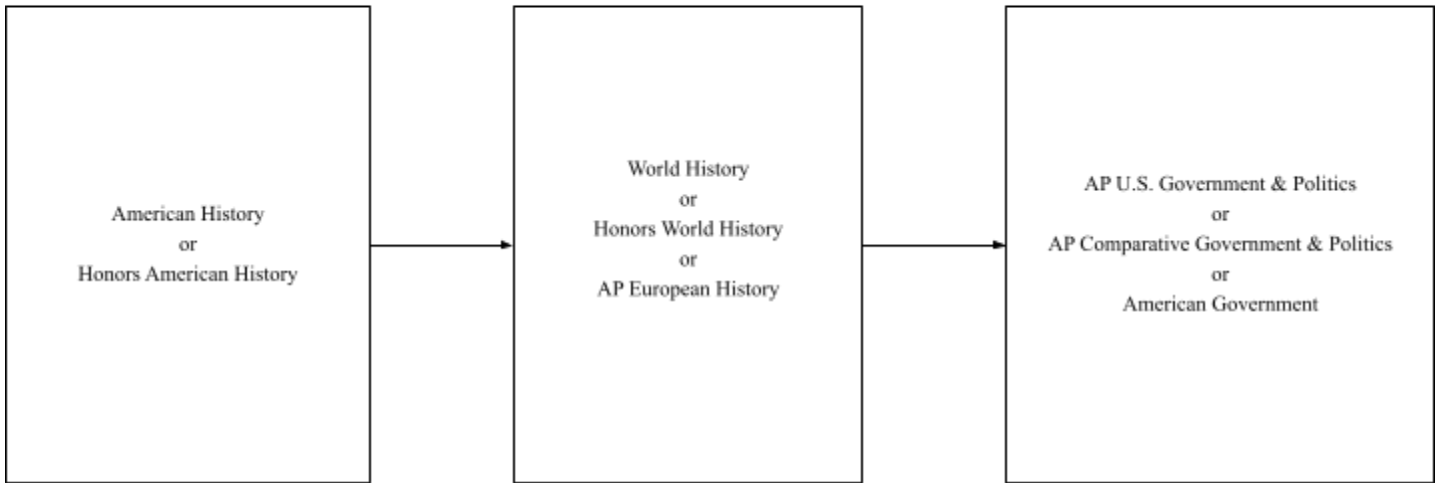 American History
or
Honors American History
World History
or
Honors World History
or
AP European History
AP U.S. Government & Politics
or
AP Comparative Government & Politics
or
American Government